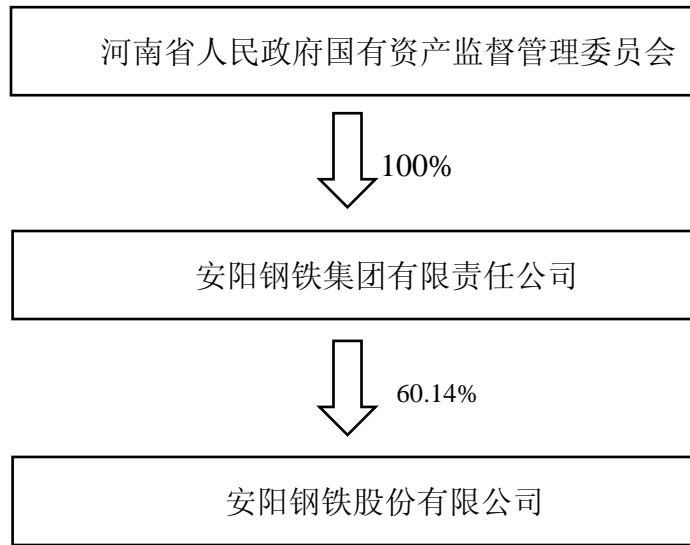 河南省人民政府国有资产监督管理委员会
100%
安阳钢铁集团有限责任公司
60.14%
安阳钢铁股份有限公司